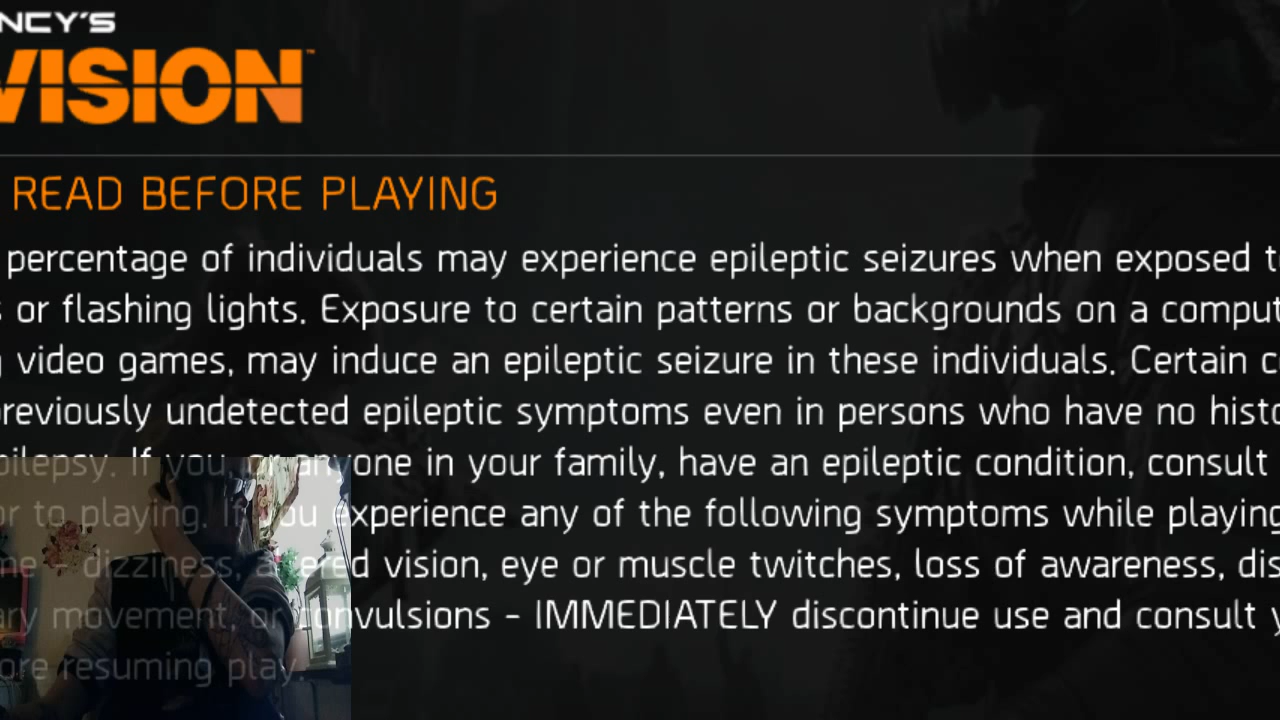 NCY'S
VISION™
READ BEFORE PLAYING
percentage of individuals may experience epileptic seizures when exposed t
s or flashing lights. Exposure to certain patterns or backgrounds on a comput
g video games, may induce an epileptic seizure in these individuals. Certain c
previously undetected epileptic symptoms even in persons who have no histo
pilepsy. If you, or anyone in your family, have an epileptic condition, consult
or to playing. If you experience any of the following symptoms while playing
me - dizziness, altered vision, eye or muscle twitches, loss of awareness, dis
ary movement, or convulsions - IMMEDIATELY discontinue use and consult y
ore resuming play.